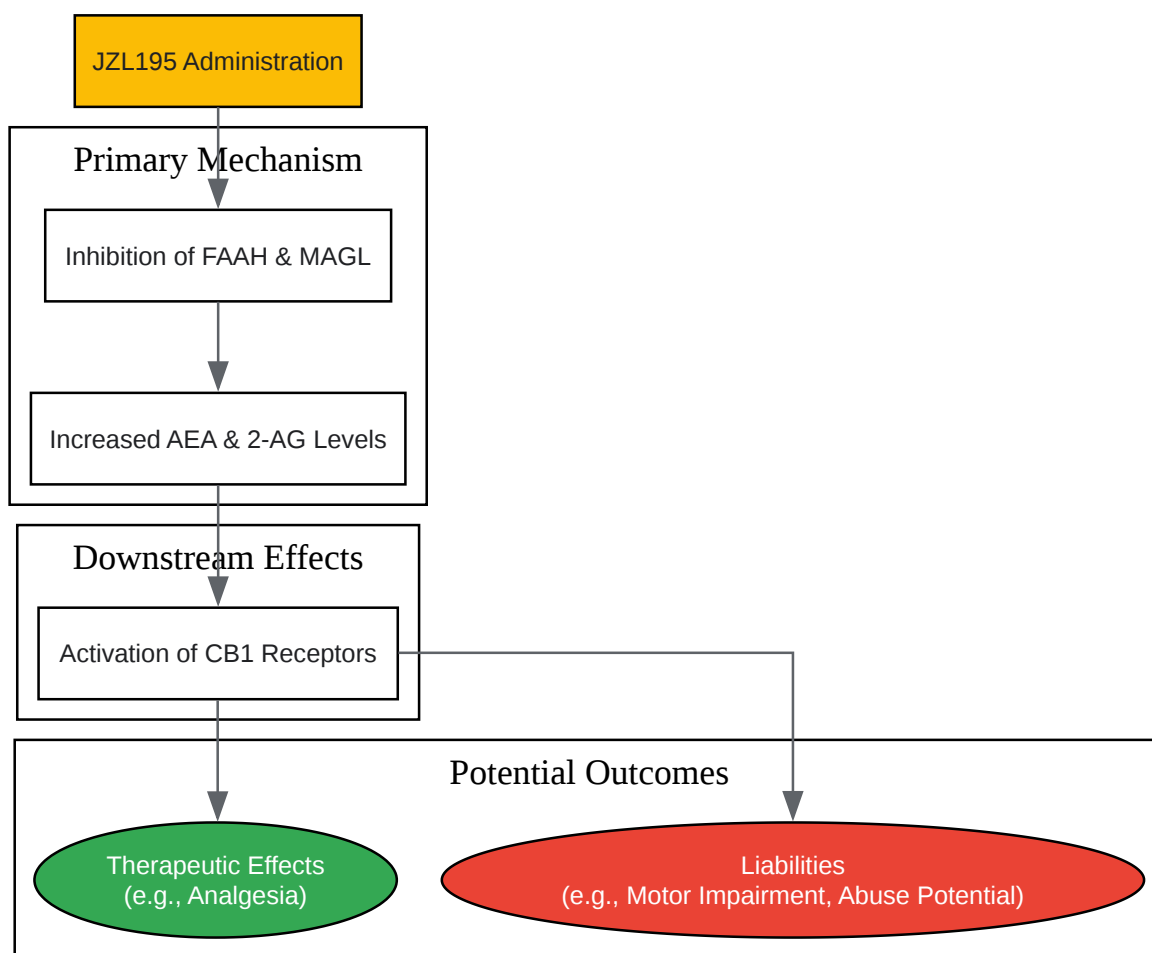 JZL195 Administration
Primary Mechanism
Inhibition of FAAH & MAGL
Increased AEA & 2-AG Levels
Downstream Effects
Activation of CB1 Receptors
Potential Outcomes
Therapeutic Effects
(e.g., Analgesia)
Liabilities
(e.g., Motor Impairment, Abuse Potential)